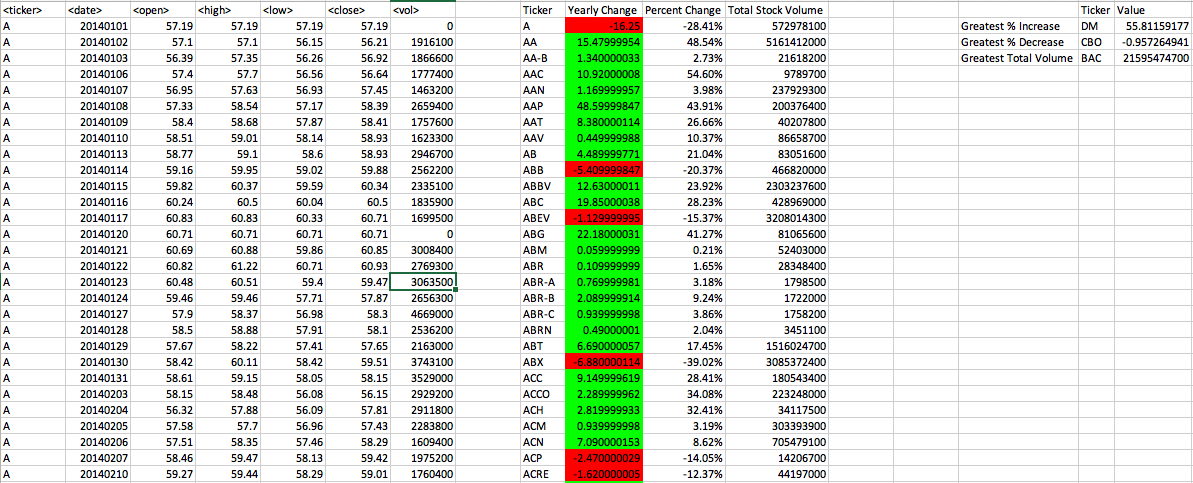 <ticker> <date> <open> <high> <low> <close> <vol> Ticker Yearly Change Percent Change Total Stock Volume Ticker Value
A 20140101 57.19 57.19 57.19 57.19 0 A -16.25 -28.41% 572978100 Greatest % Increase DM 55.81159177
A 20140102 57.1 57.1 56.15 56.21 1916100 AA 15.47999954 48.54% 5161412000 Greatest % Decrease CBO -0.957264941
A 20140103 56.39 57.35 56.26 56.92 1866600 AA-B 1.340000033 2.73% 21618200 Greatest Total Volume BAC 21595474700
A 20140106 57.4 57.7 56.56 56.64 1777400 AAC 10.92000008 54.60% 9789700
A 20140107 56.95 57.63 56.93 57.45 1463200 AAN 1.169999957 3.98% 237929300
A 20140108 57.33 58.54 57.17 58.39 2659400 AAP 48.59999847 43.91% 200376400
A 20140109 58.4 58.68 57.87 58.41 1757600 AAT 8.380000114 26.66% 40207800
A 20140110 58.51 59.01 58.14 58.93 1623300 AAV 0.449999988 10.37% 86658700
A 20140113 58.77 59.1 58.6 58.93 2946700 AB 4.489999771 21.04% 83051600
A 20140114 59.16 59.95 59.02 59.88 2562200 ABB -5.409999847 -20.37% 466820000
A 20140115 59.82 60.37 59.59 60.34 2335100 ABBV 12.63000011 23.92% 2303237600
A 20140116 60.24 60.5 60.04 60.5 1835900 ABC 19.85000038 28.23% 428969000
A 20140117 60.83 60.83 60.33 60.71 1699500 ABEV -1.129999995 -15.37% 3208014300
A 20140120 60.71 60.71 60.71 60.71 0 ABG 22.18000031 41.27% 81065600
A 20140121 60.69 60.88 59.86 60.85 3008400 ABM 0.059999999 0.21% 52403000
A 20140122 60.82 61.22 60.71 60.93 2769300 ABR 0.109999999 1.65% 28348400
A 20140123 60.48 60.51 59.4 59.47 3063500 ABR-A 0.769999981 3.18% 1798500
A 20140124 59.46 59.46 57.71 57.87 2656300 ABR-B 2.089999914 9.24% 1722000
A 20140127 57.9 58.37 56.98 58.3 4669000 ABR-C 0.939999998 3.86% 1758200
A 20140128 58.5 58.88 57.91 58.1 2536200 ABRN 0.49000001 2.04% 3451100
A 20140129 57.67 58.22 57.41 57.65 2163000 ABT 6.690000057 17.45% 1516024700
A 20140130 58.42 60.11 58.42 59.51 3743100 ABX -6.880000114 -39.02% 3085372400
A 20140131 58.61 59.15 58.05 58.15 3529000 ACC 9.149999619 28.41% 180543400
A 20140203 58.15 58.48 56.08 56.15 2929200 ACCO 2.289999962 34.08% 223248000
A 20140204 56.32 57.88 56.09 57.81 2911800 ACH 2.819999933 32.41% 34117500
A 20140205 57.58 57.7 56.96 57.43 2283800 ACM 0.939999998 3.19% 303393900
A 20140206 57.51 58.35 57.46 58.29 1609400 ACN 7.090000153 8.62% 705479100
A 20140207 58.46 59.47 58.13 59.42 1975200 ACP -2.470000029 -14.05% 14206700
A 20140210 59.27 59.44 58.29 59.01 1760400 ACRE -1.620000005 -12.37% 44197000